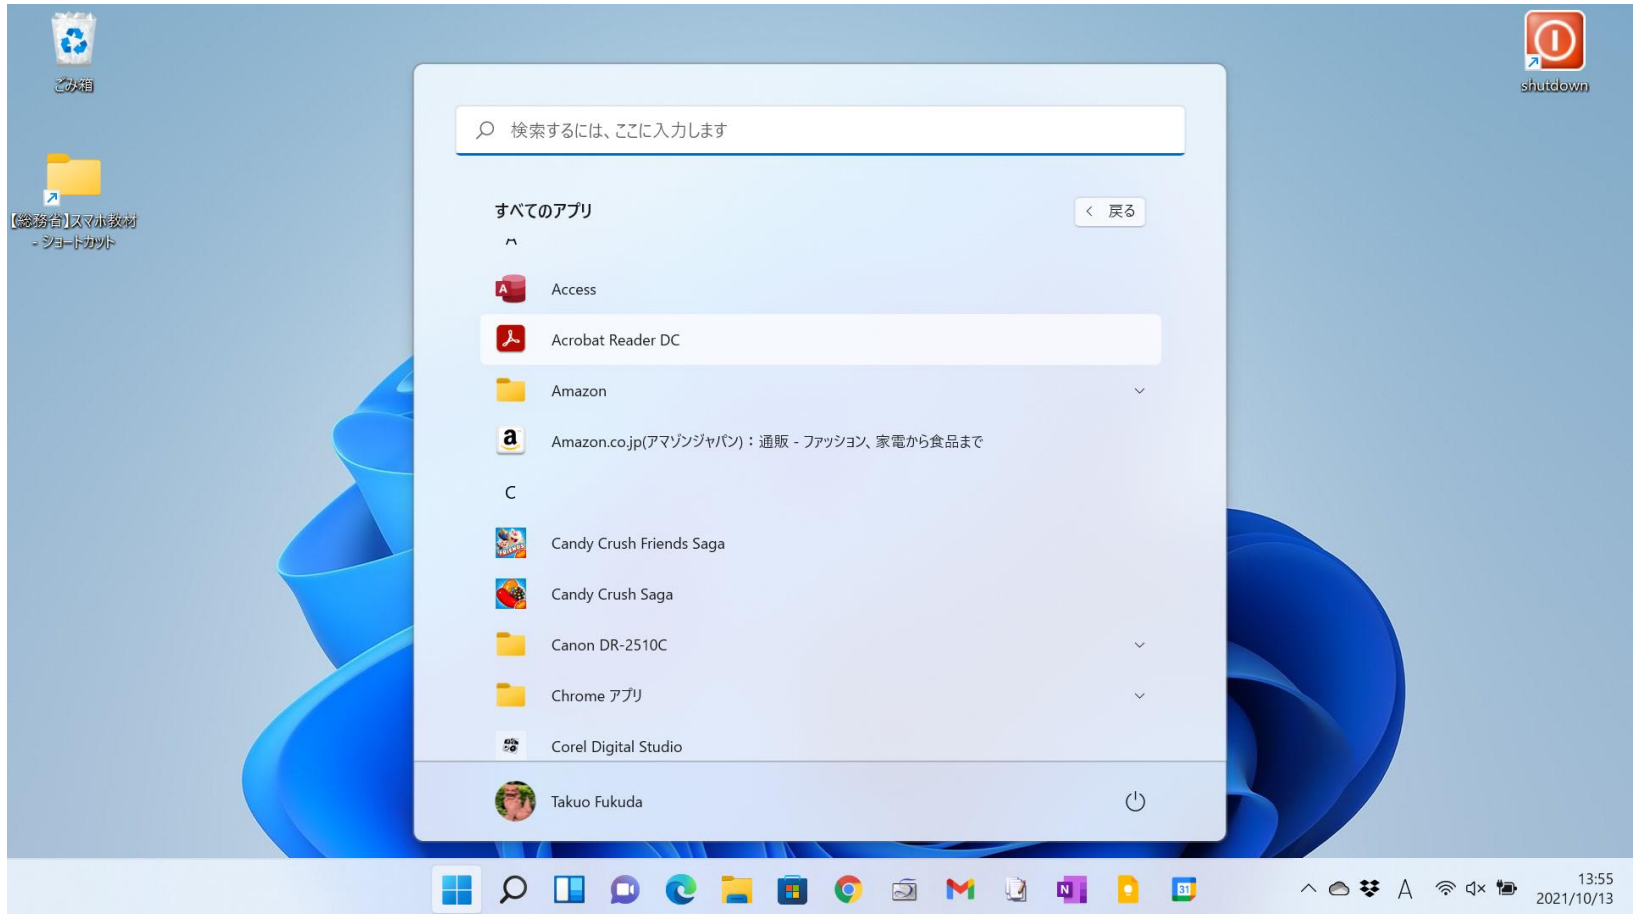 ごみ箱
shutdown
【総務省】スマホ教材
- ショートカット
検索するには、ここに入力します
すべてのアプリ
戻る
A
Access
Acrobat Reader DC
Amazon
Amazon.co.jp(アマゾンジャパン)：通販 - ファッション、家電から食品まで
C
Candy Crush Friends Saga
Candy Crush Saga
Canon DR-2510C
Chrome アプリ
Corel Digital Studio
Takuo Fukuda
A
13:55
2021/10/13